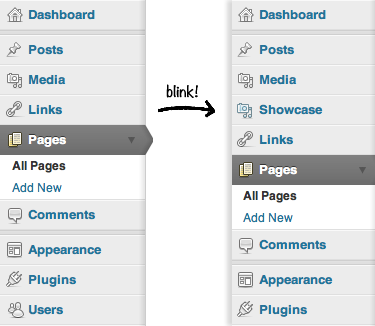 Dashboard
Posts
Media
Links
Pages
All Pages
Add New
Comments
Appearance
Plugins
Users
blink!
Dashboard
Posts
Media
Showcase
Links
Pages
All Pages
Add New
Comments
Appearance
Plugins